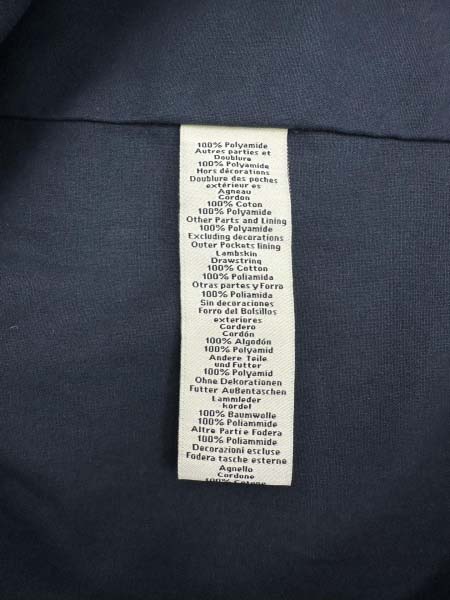 100% Polyamide
Autres parties et
Doublure
100% Polyamide
Hors décorations
Doublure des poches
extérieur es
Agneau
Cordon
100% Coton
100% Polyamide
Other Parts and Lining
100% Polyamide
Excluding decorations
Outer Pockets lining
Lambskin
Drawstring
100% Cotton
100% Poliamida
Otras partes y Forro
100% Poliamida
Sin decoraciones
Forro del Bolsillos
exteriores
Cordero
Cordón
100% Algodón
100% Polyamid
Andere Teile
und Futter
100% Polyamid
Ohne Dekorationen
Futter Außentaschen
Lammleder
kordel
100% Baumwolle
100% Poliammide
Altre Parti e Fodera
100% Poliammide
Decorazioni escluse
Fodera tasche esterne
Agnello
Cordone
100% Cotone